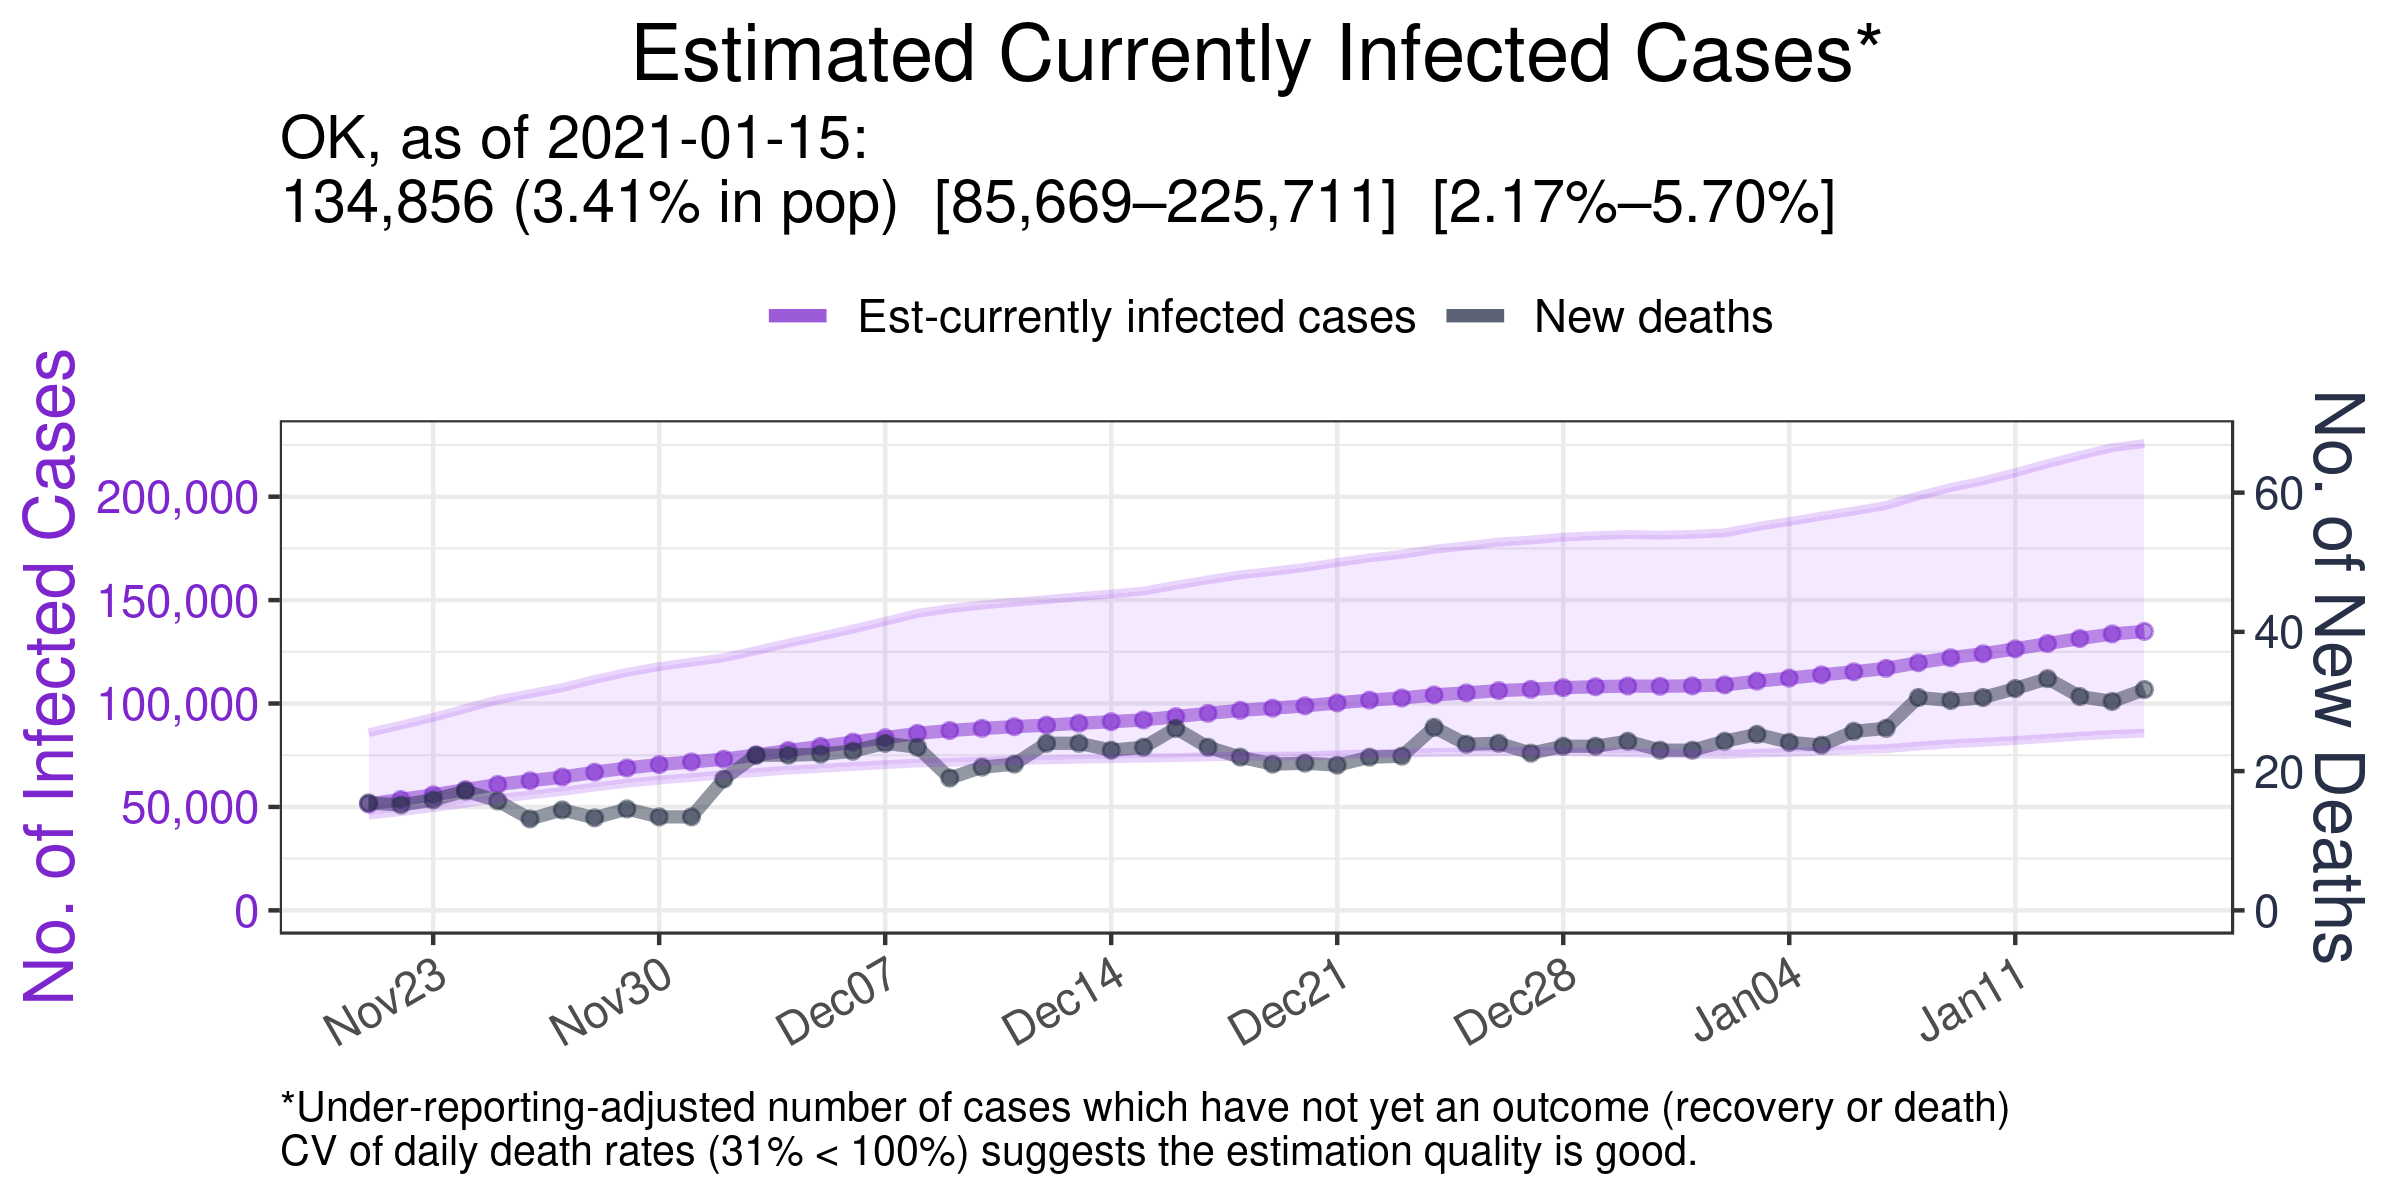 Estimated Currently Infected Cases*
OK, as of 2021-01-15:
134,856 (3.41% in pop)  [85,669–225,711]  [2.17%–5.70%]
Est-currently infected cases
New deaths
No. of Infected Cases
200,000
150,000
100,000
50,000
0
60
40
20
0
No. of New Deaths
Nov23
Nov30
Dec07
Dec14
Dec21
Dec28
Jan04
Jan11
*Under-reporting-adjusted number of cases which have not yet an outcome (recovery or death)
CV of daily death rates (31% < 100%) suggests the estimation quality is good.